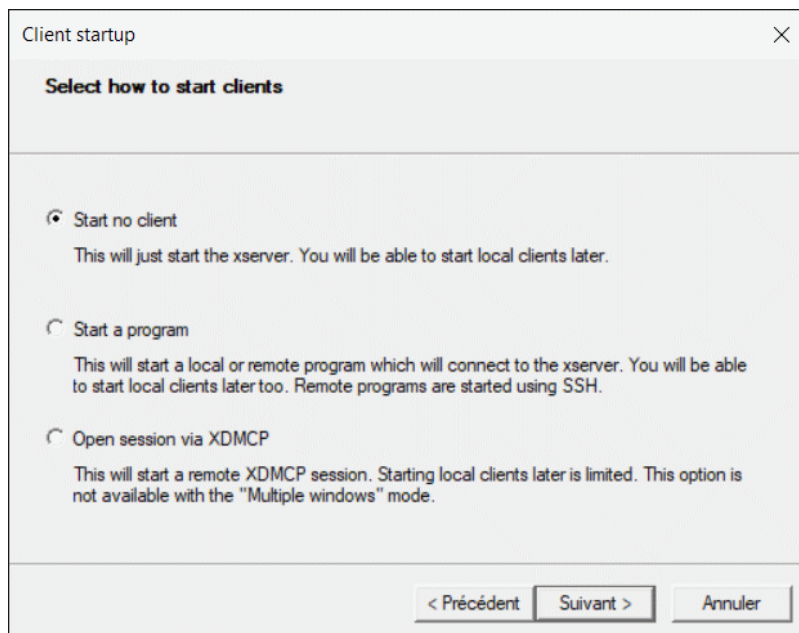 Client startup
Select how to start clients
Start no client
This will just start the xserver. You will be able to start local clients later.
Start a program
This will start a local or remote program which will connect to the xserver. You will be able
to start local clients later too. Remote programs are started using SSH.
Open session via XDMCP
This will start a remote XDMCP session. Starting local clients later is limited. This option is
not available with the "Multiple windows" mode.
< Précédent Suivant > Annuler